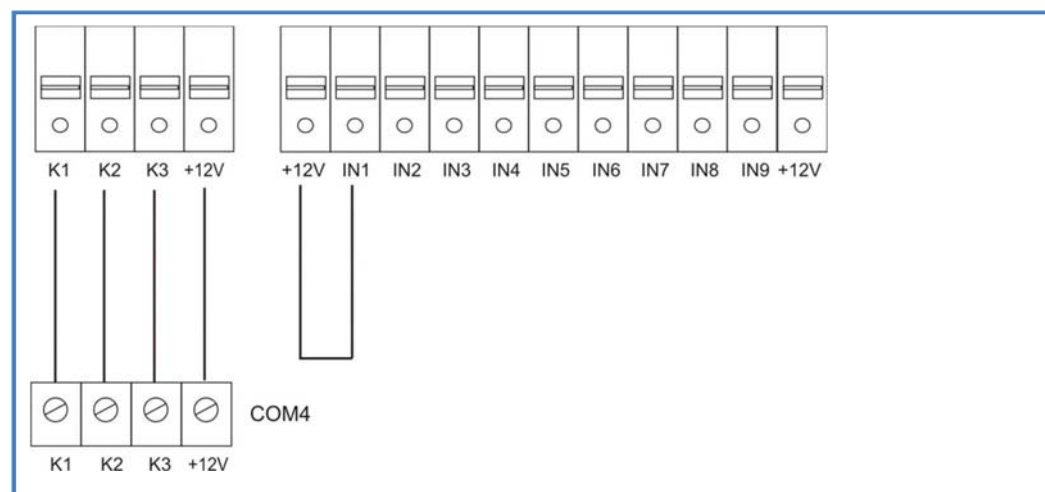 K1 K2 K3 +12V +12V IN1 IN2 IN3 IN4 IN5 IN6 IN7 IN8 IN9 +12V
COM4
K1 K2 K3 +12V